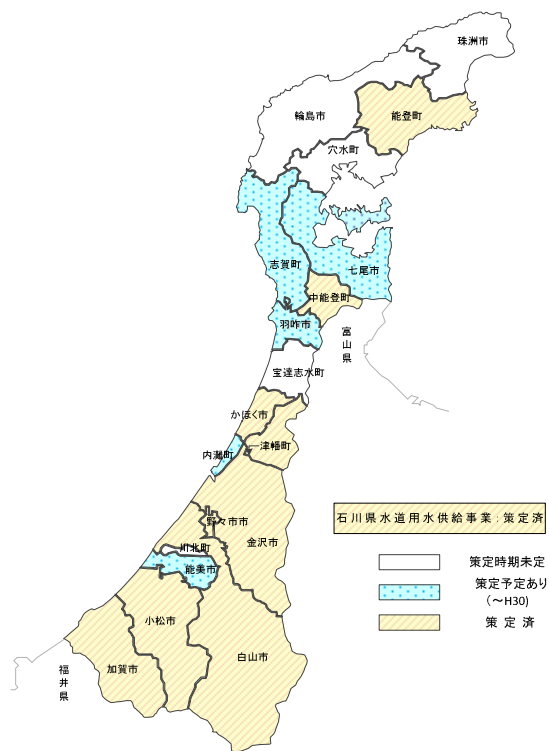 珠洲市
輪島市
能登町
穴水町
志賀町
七尾市
中能登町
羽咋市
富山県
宝達志水町
かほく市
津幡町
内灘町
石川県水道用水供給事業：策定済
野々市市
金沢市
川北町
能美市
策定時期未定
策定予定あり
（～H30）
策定済
小松市
白山市
加賀市
福井県